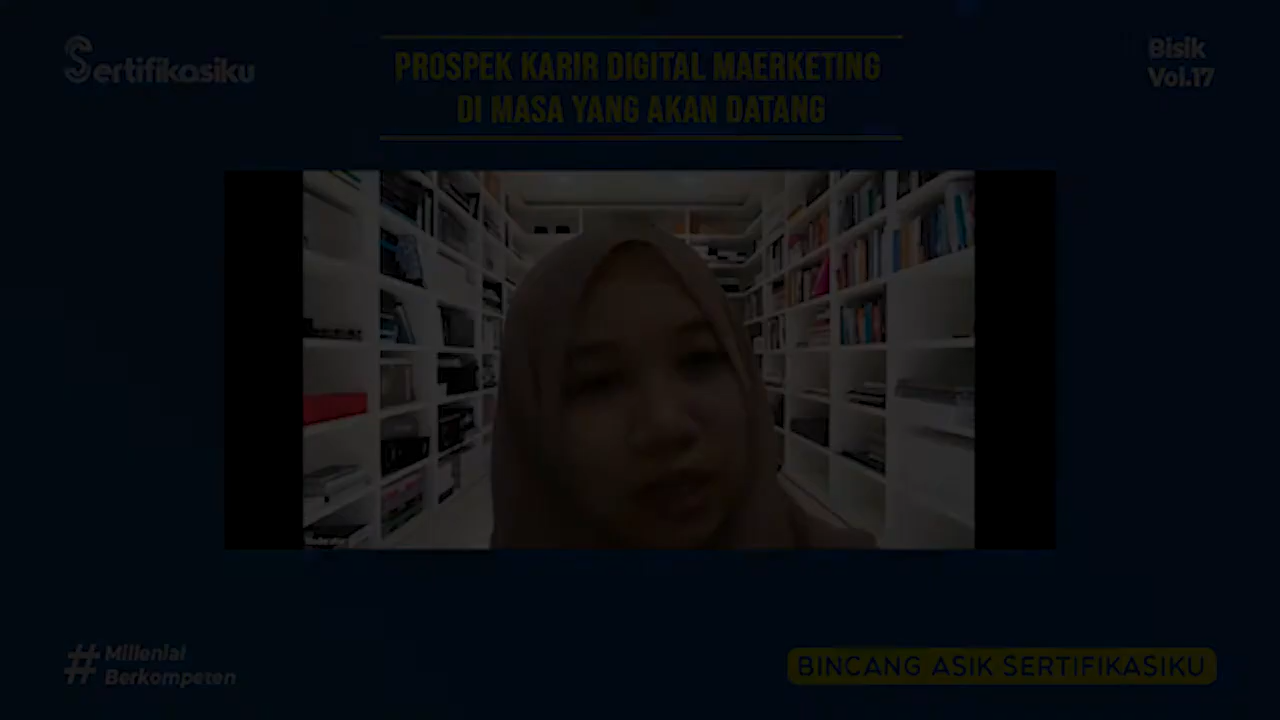 Sertifikasiku
PROSPEK KARIR DIGITAL MAERKETING
DI MASA YANG AKAN DATANG
Bisik
Vol.17
# Millenial
Berkompeten
BINCANG ASIK SERTIFIKASIKU